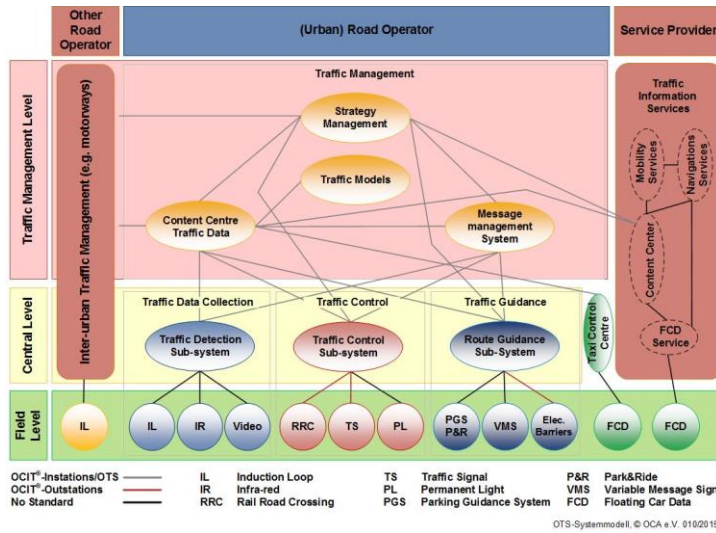 Other
Road
Operator
(Urban) Road Operator
Service Provider
Traffic Management Level
Inter-urban Traffic Management (e.g. motorways)
Traffic Management
Strategy
Management
Traffic Models
Content Centre
Traffic Data
Message
management
System
Traffic
Information
Services
Mobility
Services
Navigations
Services
Content Center
FCD
Service
Central Level
Traffic Data Collection
Traffic Control
Traffic Guidance
Traffic Detection
Sub-system
Traffic Control
Sub-system
Route Guidance
Sub-System
Taxi Control
Centre
Field
Level
IL
IL
IR
Video
RRC
TS
PL
PGS
P&R
VMS
Elec.
Barriers
FCD
FCD
OCIT®-Instations/OTS
IL Induction Loop
TS Traffic Signal
P&R Park&Ride
OCIT®-Outstations
IR Infra-red
PL Permanent Light
VMS Variable Message Sign
No Standard
RRC Rail Road Crossing
PGS Parking Guidance System
FCD Floating Car Data
OTS-Systemmodell, © OCA e.V. 010/2015